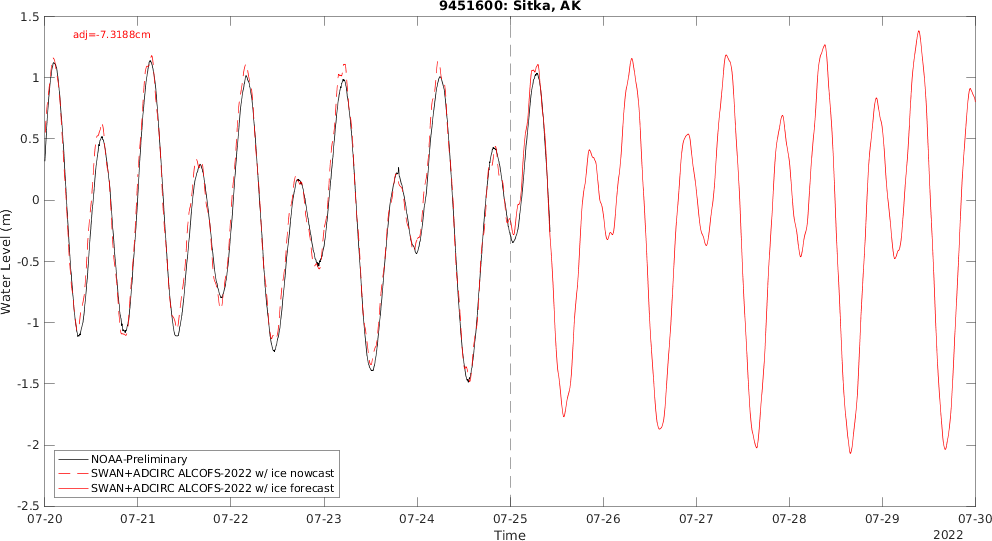 9451600: Sitka, AK
adj=-7.3188cm
1.5
1
0.5
0
-0.5
-1
-1.5
-2
-2.5
Water Level (m)
NOAA-Preliminary
SWAN+ADCIRC ALCOFS-2022 w/ ice nowcast
SWAN+ADCIRC ALCOFS-2022 w/ ice forecast
07-20 07-21 07-22 07-23 07-24 07-25 07-26 07-27 07-28 07-29 07-30
Time
2022